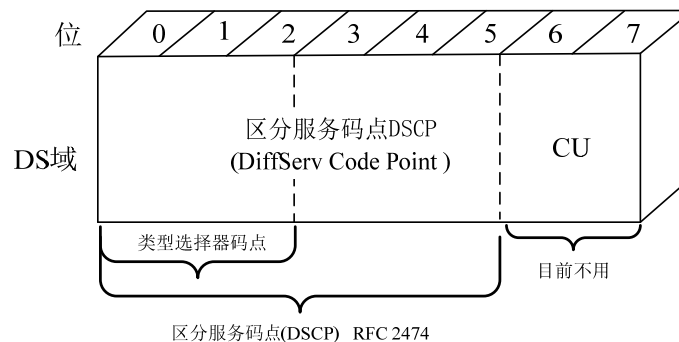 位 0 1 2 3 4 5 6 7
区分服务码点DSCP
DS域 (DiffServ Code Point ) CU
类型选择器码点
目前不用
区分服务码点(DSCP) RFC 2474